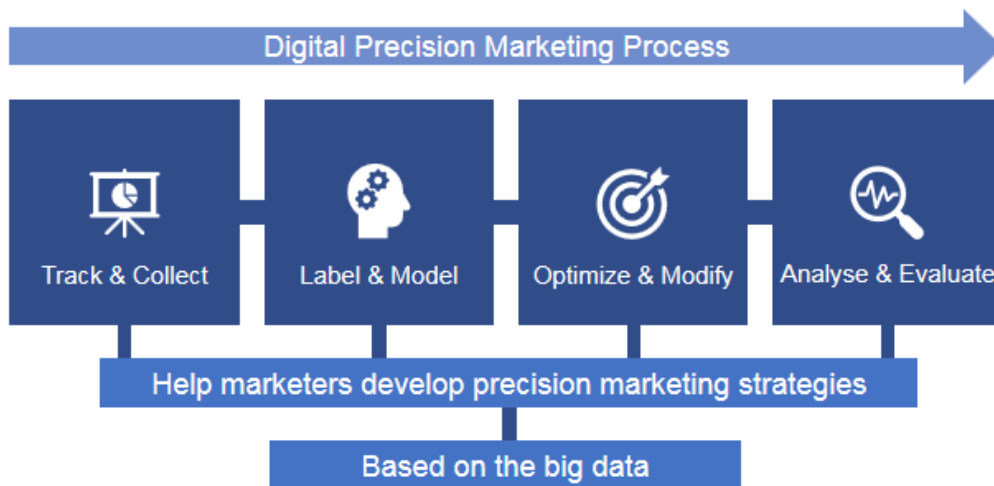 Digital Precision Marketing Process
Track & Collect
Label & Model
Optimize & Modify
Analyse & Evaluate
Help marketers develop precision marketing strategies
Based on the big data